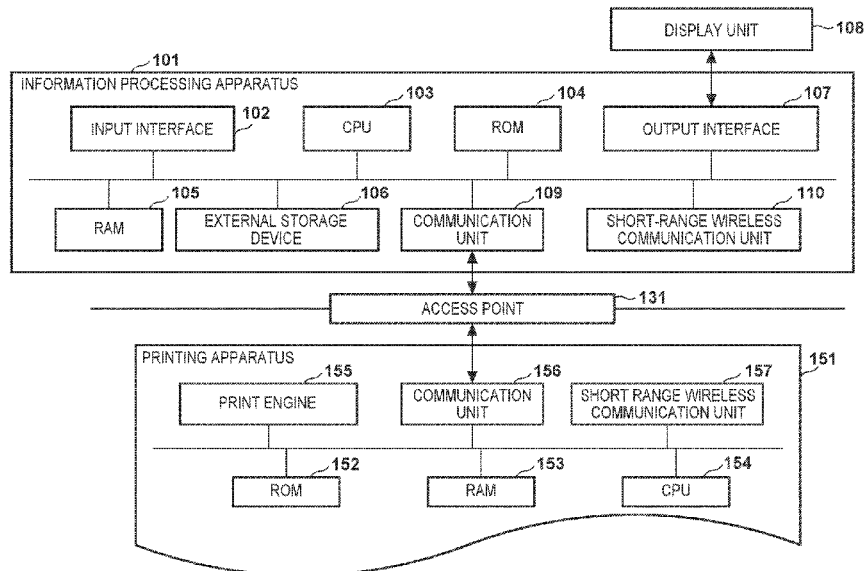 DISPLAY UNIT
108
101
INFORMATION PROCESSING APPARATUS
103
104
107
INPUT INTERFACE
102
CPU
ROM
OUTPUT INTERFACE
105
106
109
110
RAM
EXTERNAL STORAGE
DEVICE
COMMUNICATION
UNIT
SHORT-RANGE WIRELESS
COMMUNICATION UNIT
ACCESS POINT
131
PRINTING APPARATUS
151
155
156
157
PRINT ENGINE
COMMUNICATION
UNIT
SHORT RANGE WIRELESS
COMMUNICATION UNIT
152
153
154
ROM
RAM
CPU